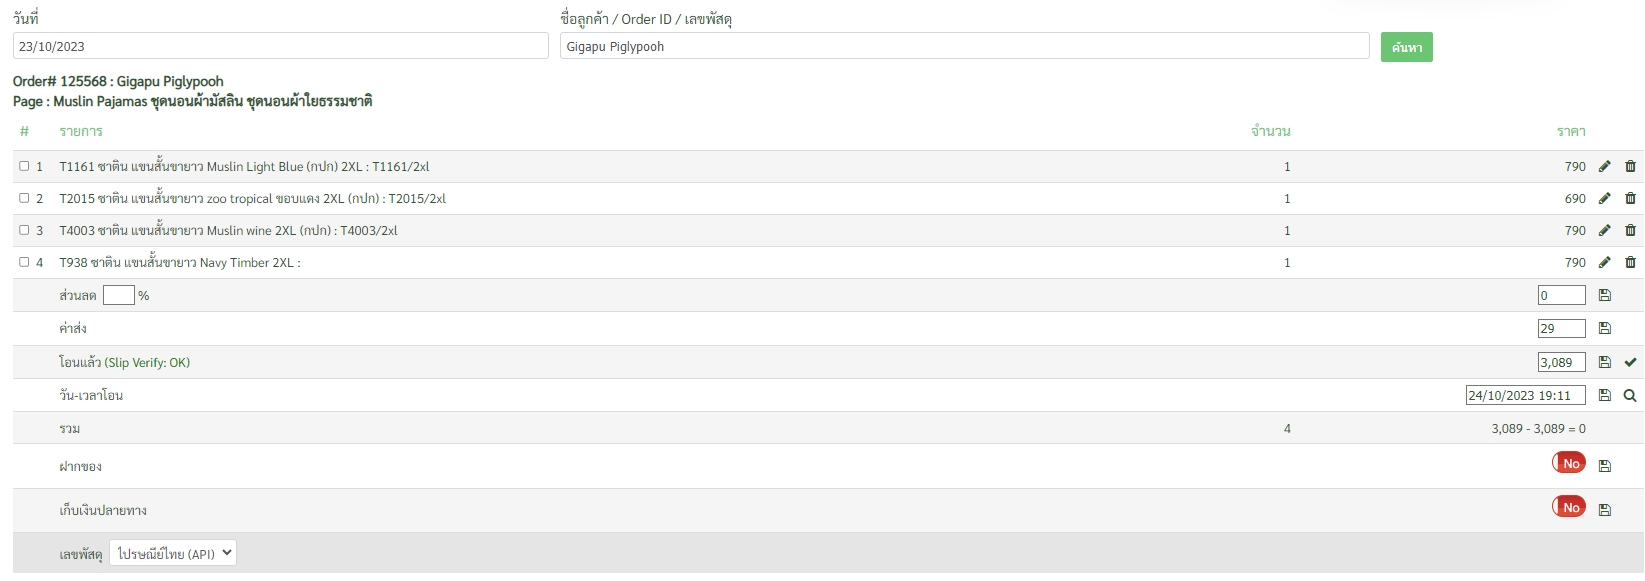 วันที่ ชื่อลูกค้า / Order ID / เลขพัสดุ
23/10/2023 Gigapu Piglypooh ค้นหา
Order# 125568 : Gigapu Piglypooh
Page : Muslin Pajamas ชุดนอนผ้ามัสลิน ชุดนอนผ้าใยธรรมชาติ
# รายการ จำนวน ราคา
1 T1161 ซาติน แขนสั้นขายาว Muslin Light Blue (กปก) 2XL : T1161/2xl 1 790
2 T2015 ซาติน แขนสั้นขายาว zoo tropical ขอบแดง 2XL (กปก) : T2015/2xl 1 690
3 T4003 ซาติน แขนสั้นขายาว Muslin wine 2XL (กปก) : T4003/2xl 1 790
4 T938 ซาติน แขนสั้นขายาว Navy Timber 2XL : 1 790
ส่วนลด % 0
ค่าส่ง 29
โอนแล้ว (Slip Verify: OK) 3,089
วัน-เวลาโอน 24/10/2023 19:11
รวม 4 3,089 - 3,089 = 0
ฝากของ No
เก็บเงินปลายทาง No
เลขพัสดุ ไปรษณีย์ไทย (API)